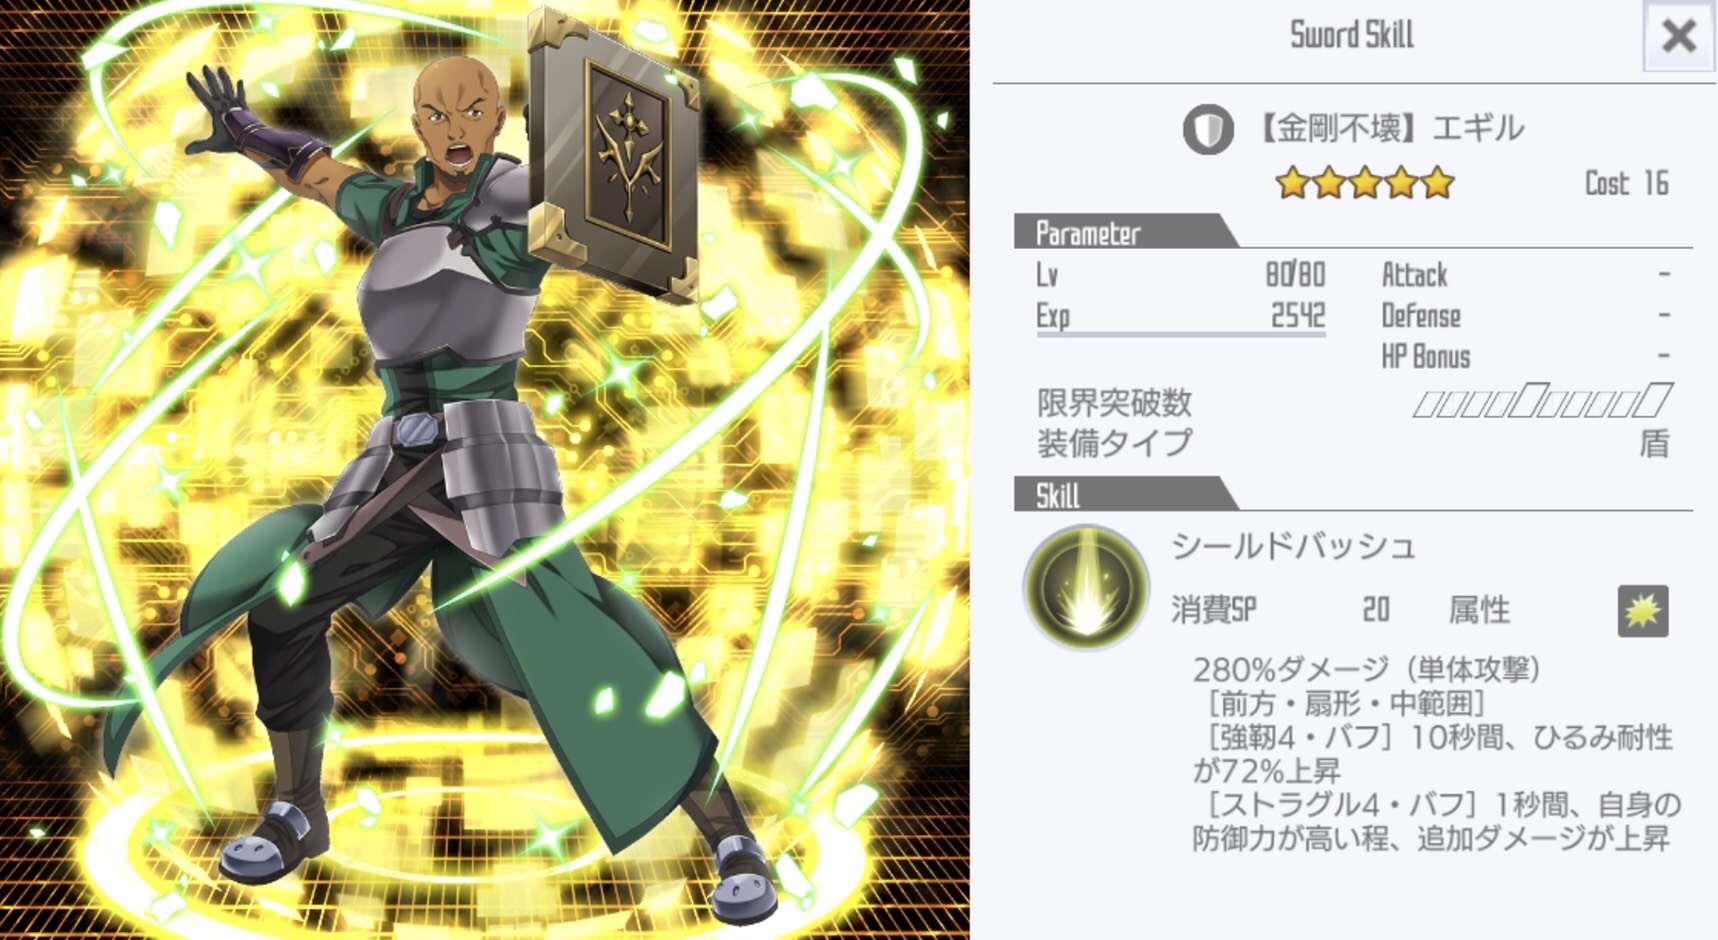 Sword Skill
【金剛不壊】エギル
Cost 16
Parameter
Lv 80/80 Attack -
Exp 2542 Defense -
HP Bonus -
限界突破数
装備タイプ 盾
Skill
シールドバッシュ
消費SP 20 属性
280%ダメージ（単体攻撃）
［前方・扇形・中範囲］
［強靭4・バフ］10秒間、ひるみ耐性
が72%上昇
［ストラグル4・バフ］1秒間、自身の
防御力が高い程、追加ダメージが上昇